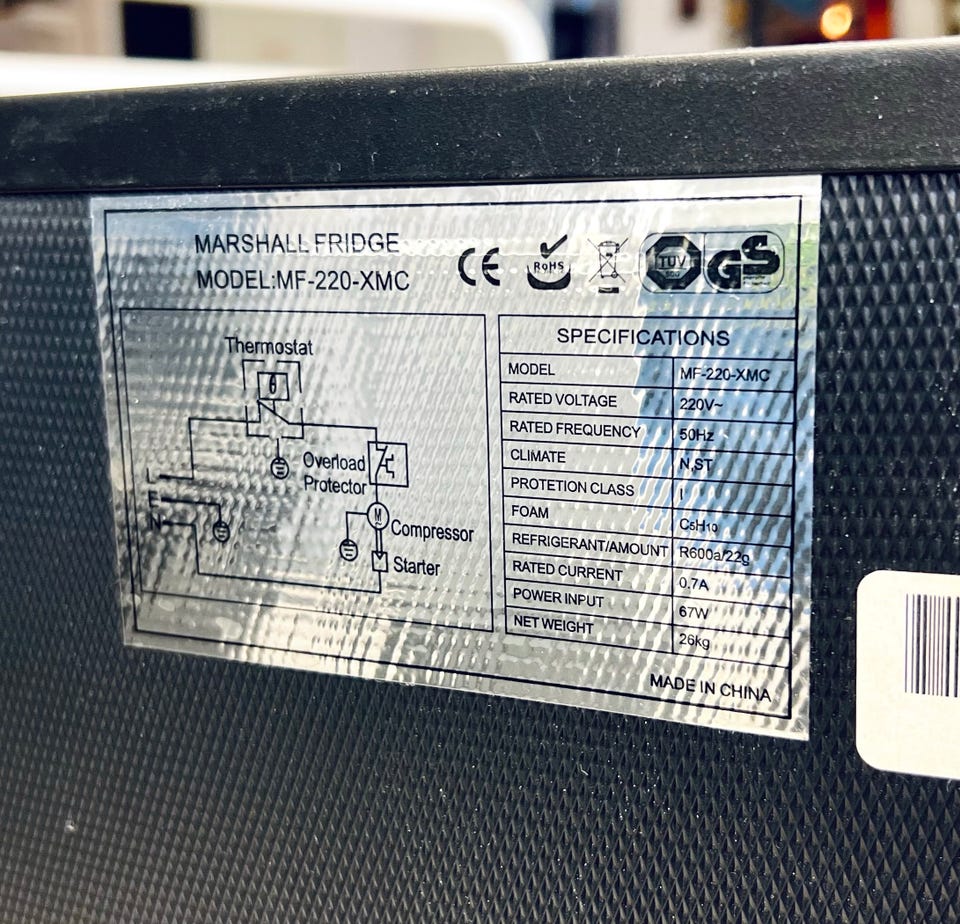 MARSHALL FRIDGE
MODEL:MF-220-XMC
CE
RoHS
TUV
GS
Thermostat
θ
Overload
Protector
L
E
N
M
Compressor
Starter
SPECIFICATIONS
MODEL MF-220-XMC
RATED VOLTAGE 220V~
RATED FREQUENCY 50Hz
CLIMATE N,ST
PROTETION CLASS I
FOAM C₅H₁₀
REFRIGERANT/AMOUNT R600a/22g
RATED CURRENT 0.7A
POWER INPUT 67W
NET WEIGHT 26kg
MADE IN CHINA